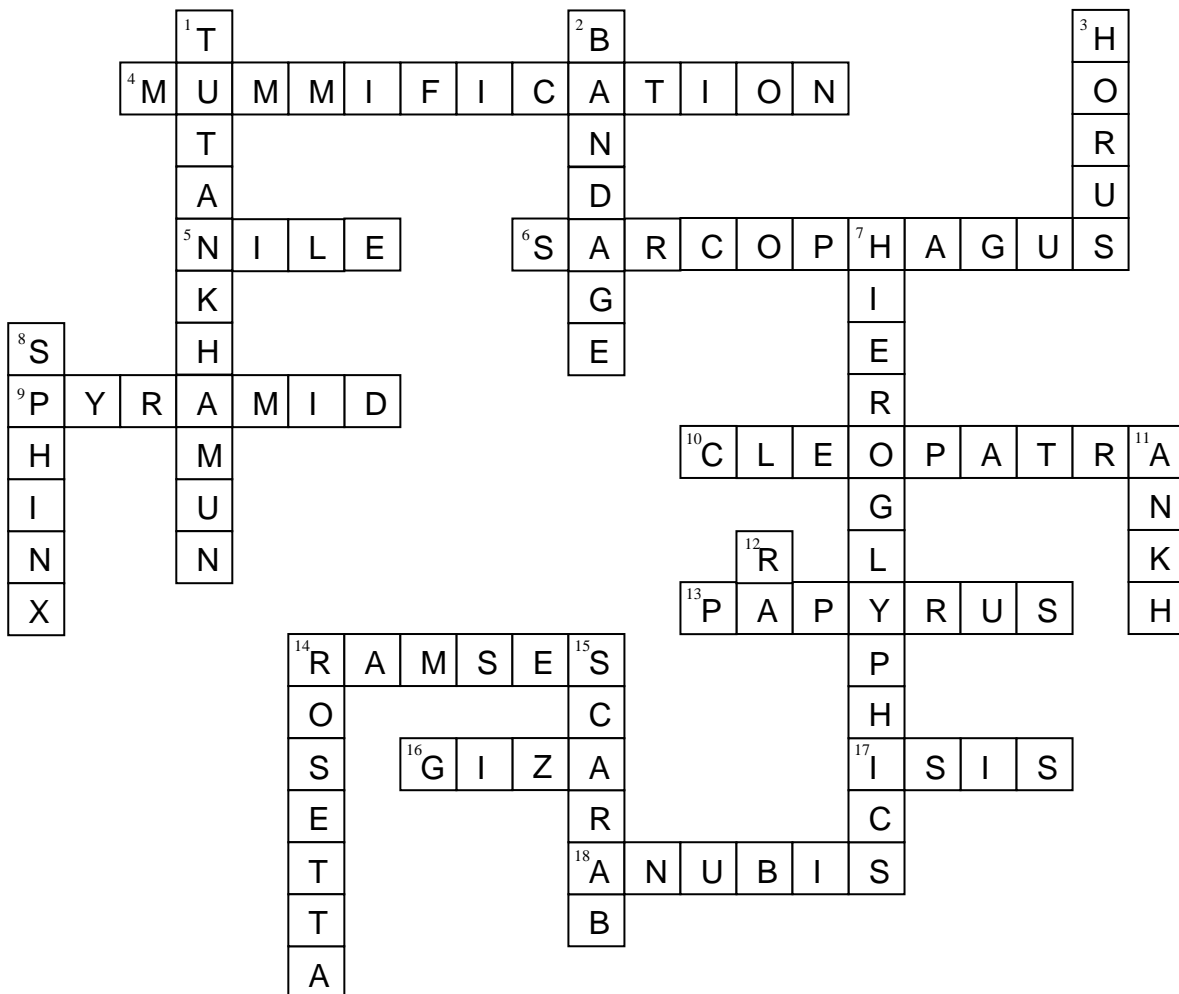 1T 2B 3H
4M U M M I F I C A T I O N O
T N R
A D U
5N I L E 6S A R C O P 7H A G U S
K G I
8S H E E
9P Y R A M I D R
H M 10C L E O P A T R 11A
I U G N
N N 12R L K
X 13P A P Y R U S H
14R A M S E 15S P
O C H
S 16G I Z A 17I S I S
E R C
T 18A N U B I S
T B
A